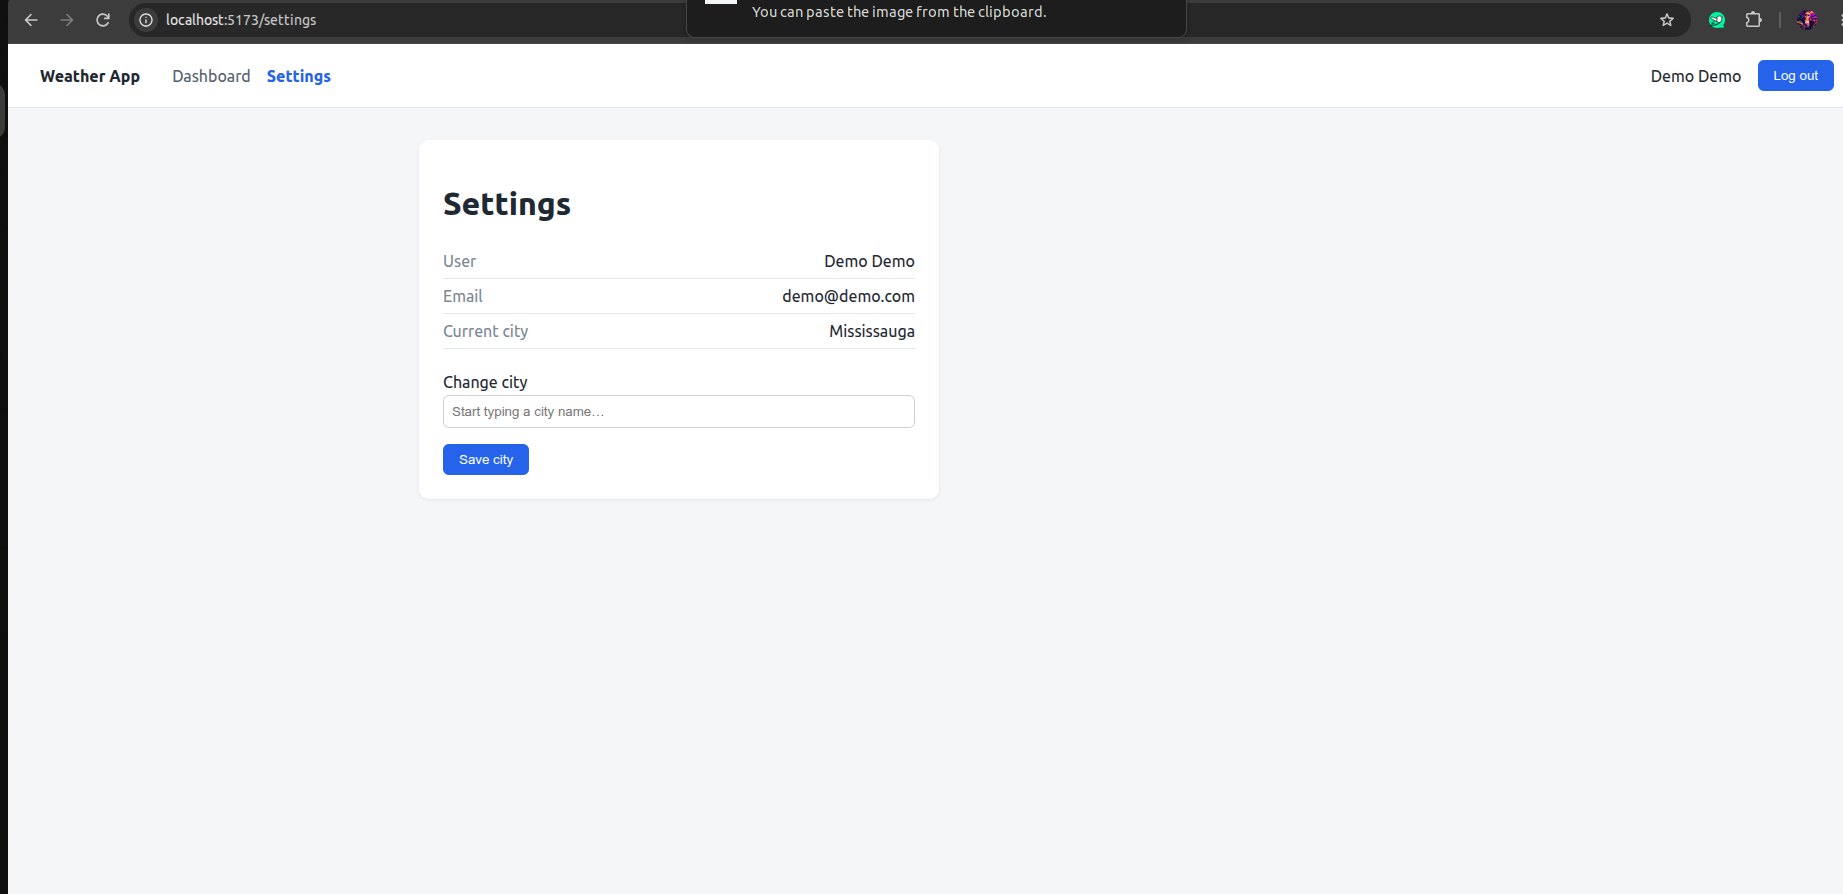 localhost:5173/settings
You can paste the image from the clipboard.
Weather App Dashboard Settings Demo Demo Log out
Settings
User Demo Demo
Email demo@demo.com
Current city Mississauga
Change city
Start typing a city name…
Save city